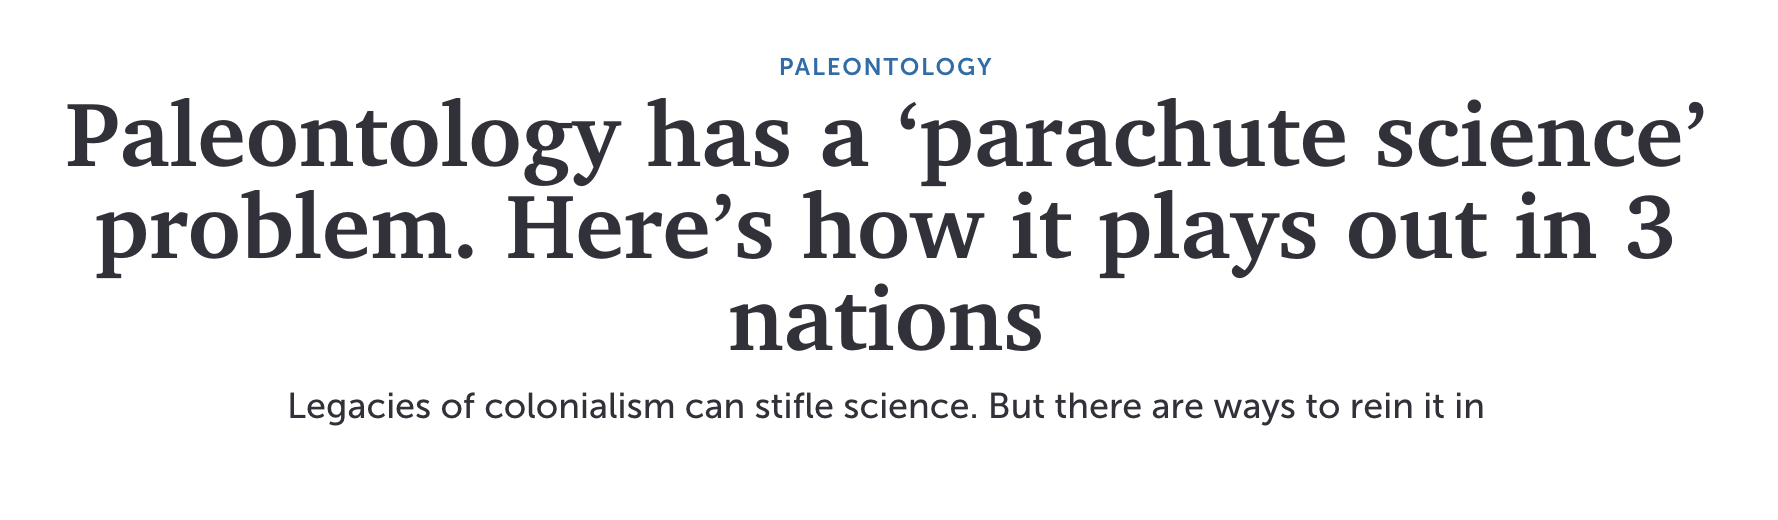 PALEONTOLOGY
Paleontology has a ‘parachute science’
problem. Here’s how it plays out in 3
nations
Legacies of colonialism can stifle science. But there are ways to rein it in